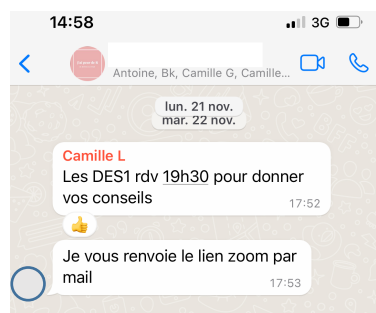 14:58
3G
Antoine, Bk, Camille G, Camille...
lun. 21 nov.
mar. 22 nov.
Camille L
Les DES1 rdv 19h30 pour donner
vos conseils
17:52
👍
Je vous renvoie le lien zoom par
mail
17:53